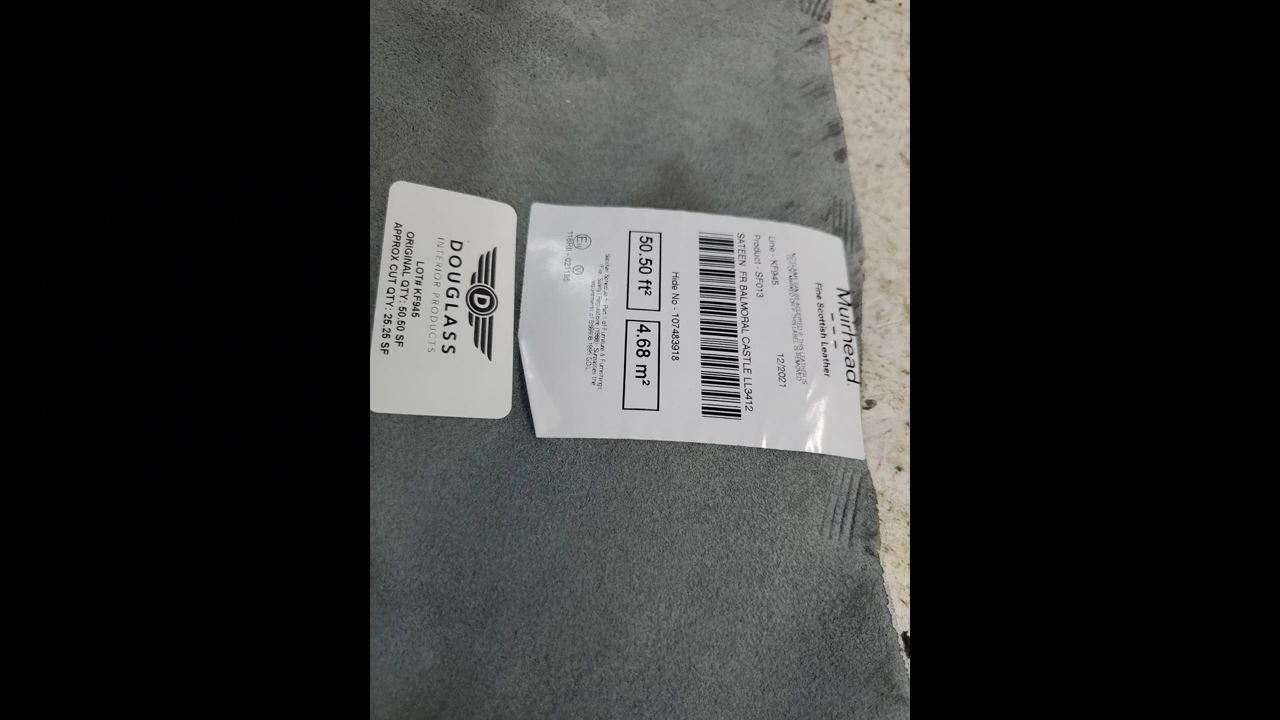 Muirhead
Fine Scottish Leather
12/2021
Line - KF945
Product - SF013
SATEEN FR BALMORAL CASTLE LL3412
Hide No - 107483918
50.50 ft²
4.68 m²
D
DOUGLASS
INTERIOR PRODUCTS
LOT# KF945
ORIGINAL QTY: 50.50 SF
APPROX CUT QTY: 25.25 SF